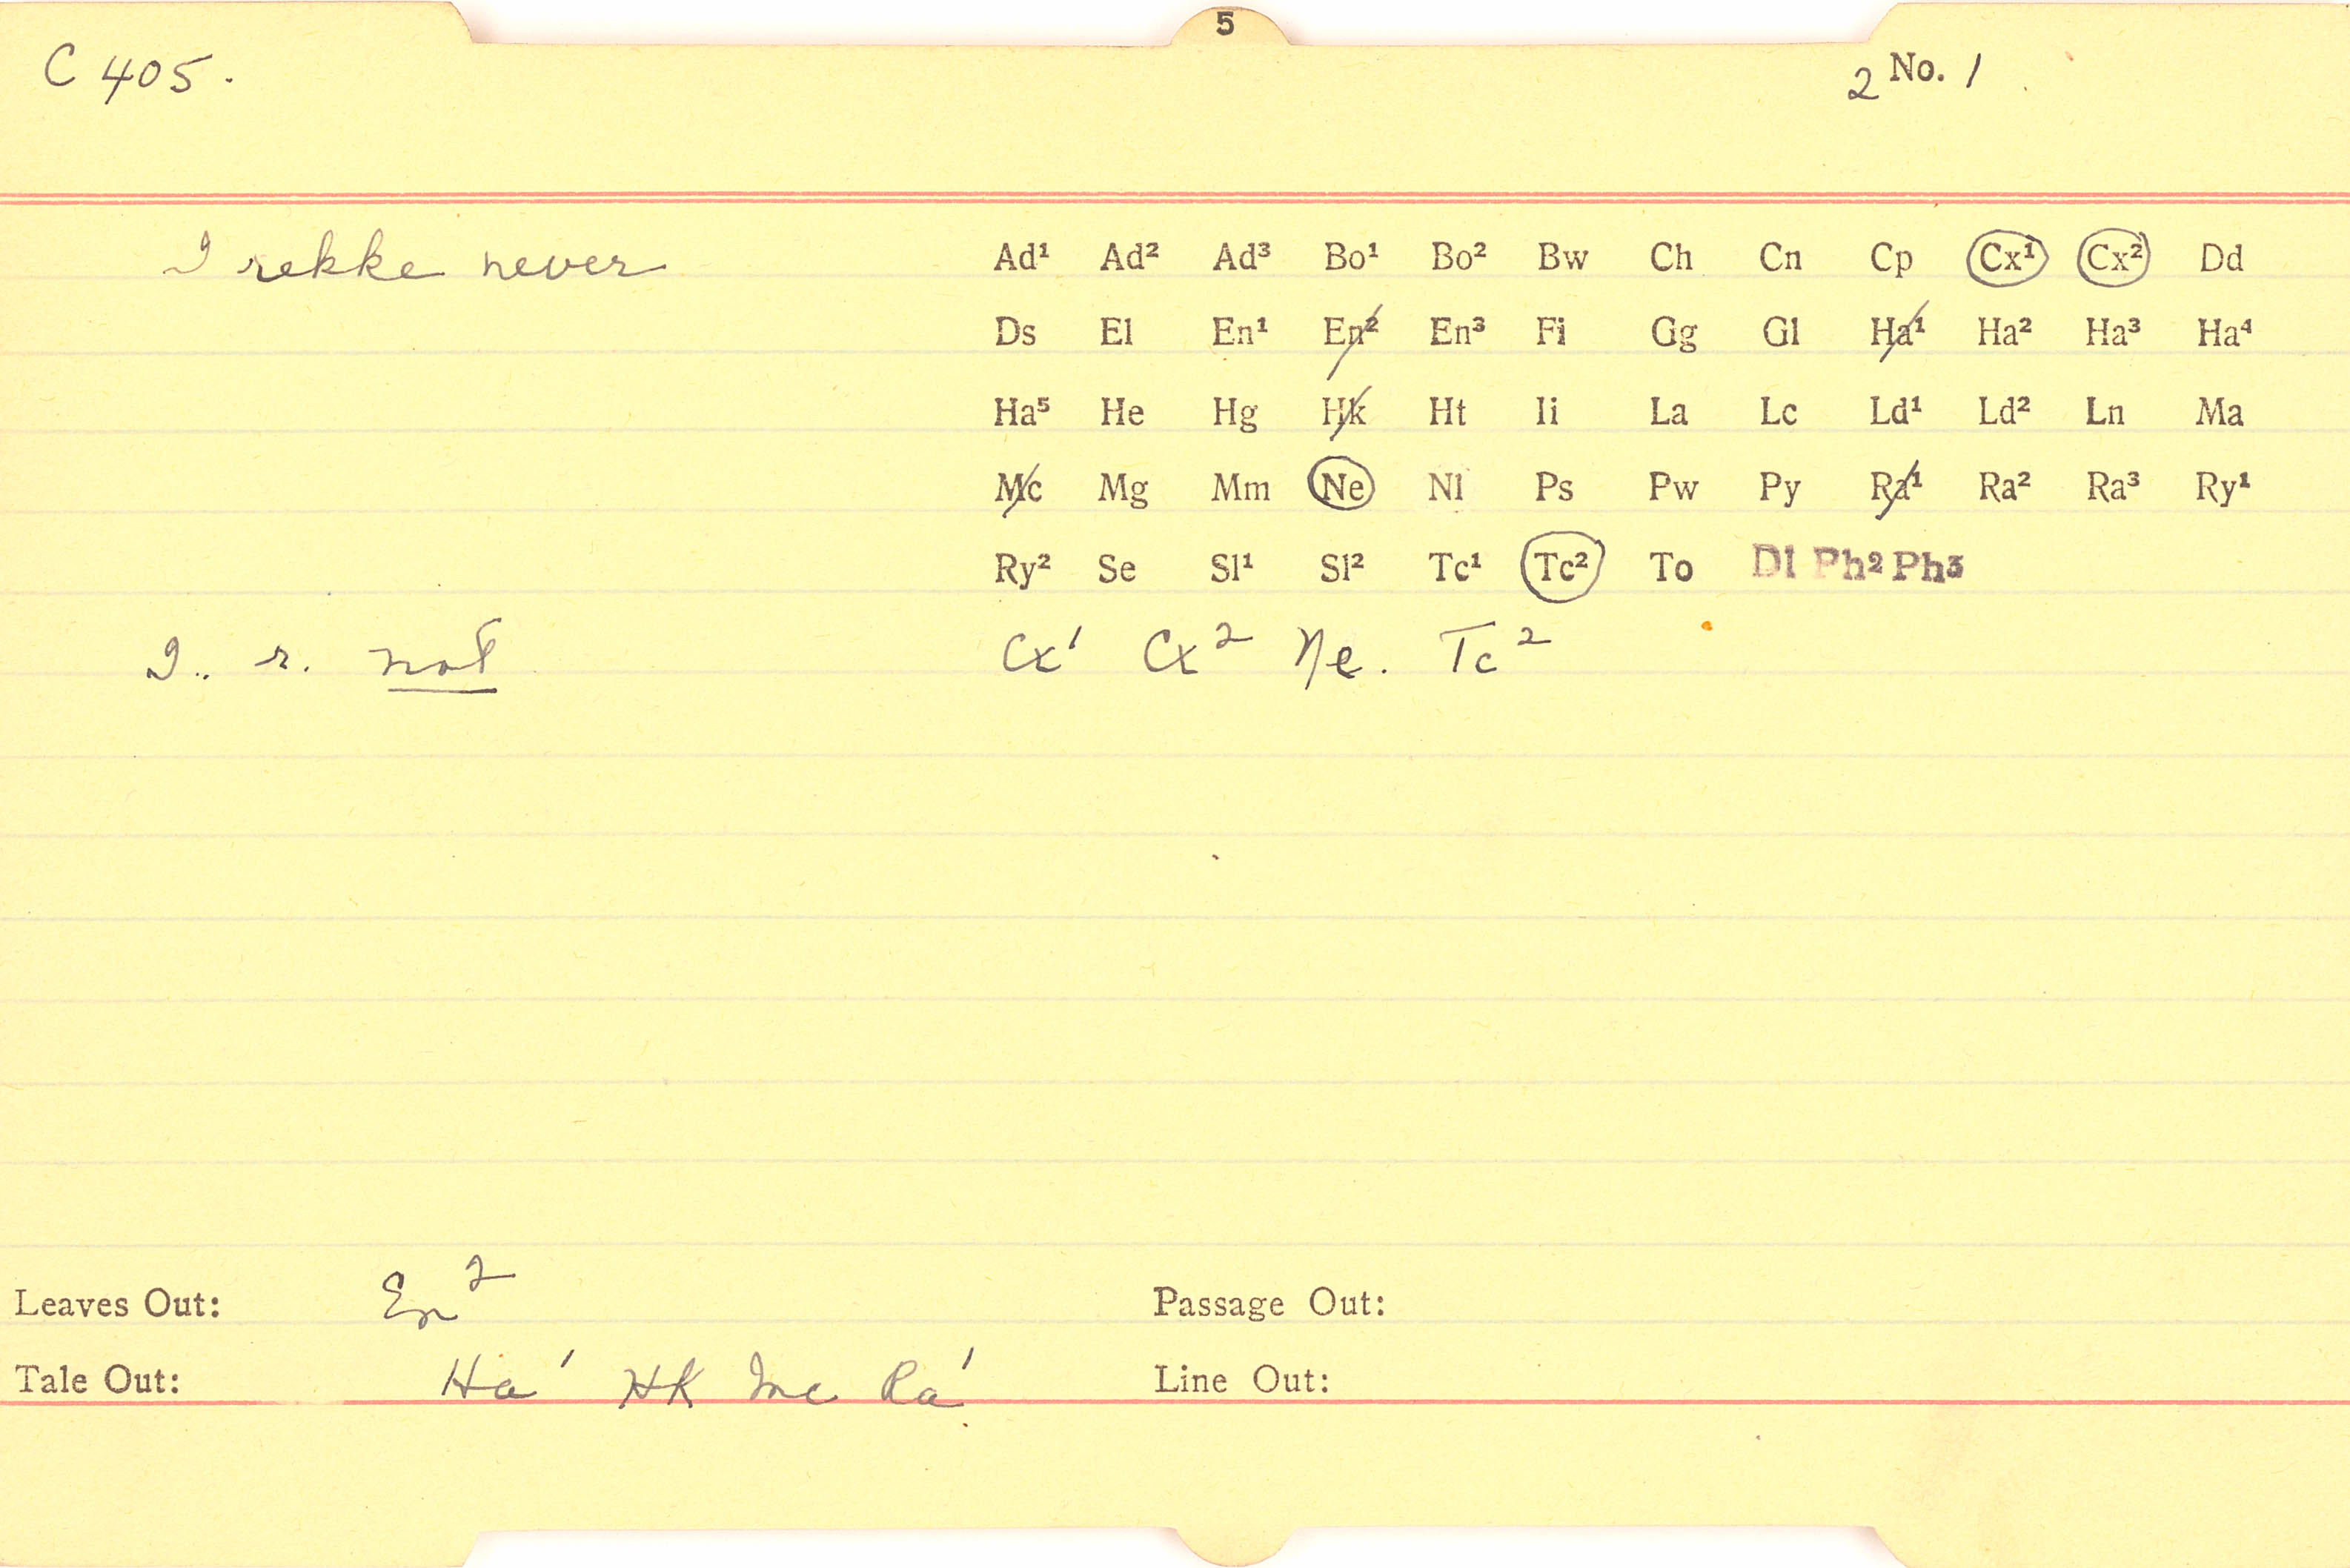 5
C 405. 2 No. 1
I rekke never Ad¹ Ad² Ad³ Bo¹ Bo² Bw Ch Cn Cp Cx¹ Cx² Dd
Ds El En¹ En² En³ Fi Gg Gl Ha¹ Ha² Ha³ Ha⁴
Ha⁵ He Hg Hk Ht Ii La Lc Ld¹ Ld² Ln Ma
Mc Mg Mm Ne Nl Ps Pw Py Ra¹ Ra² Ra³ Ry¹
Ry² Se Sl¹ Sl² Tc¹ Tc² To Dl Ph² Ph³
I. r. not Cx¹ Cx² Ne. Tc²
Leaves Out: En² Passage Out:
Tale Out: Ha¹ Hk Mc Ra¹ Line Out: